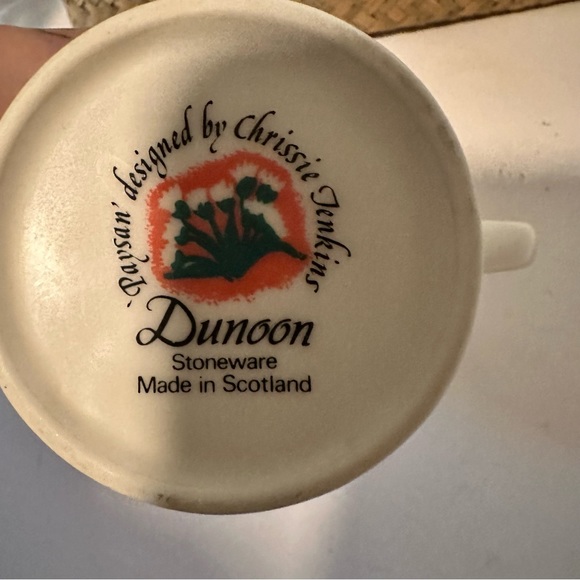 'Paysan' designed by Chrissie Jenkins
Dunoon
Stoneware
Made in Scotland